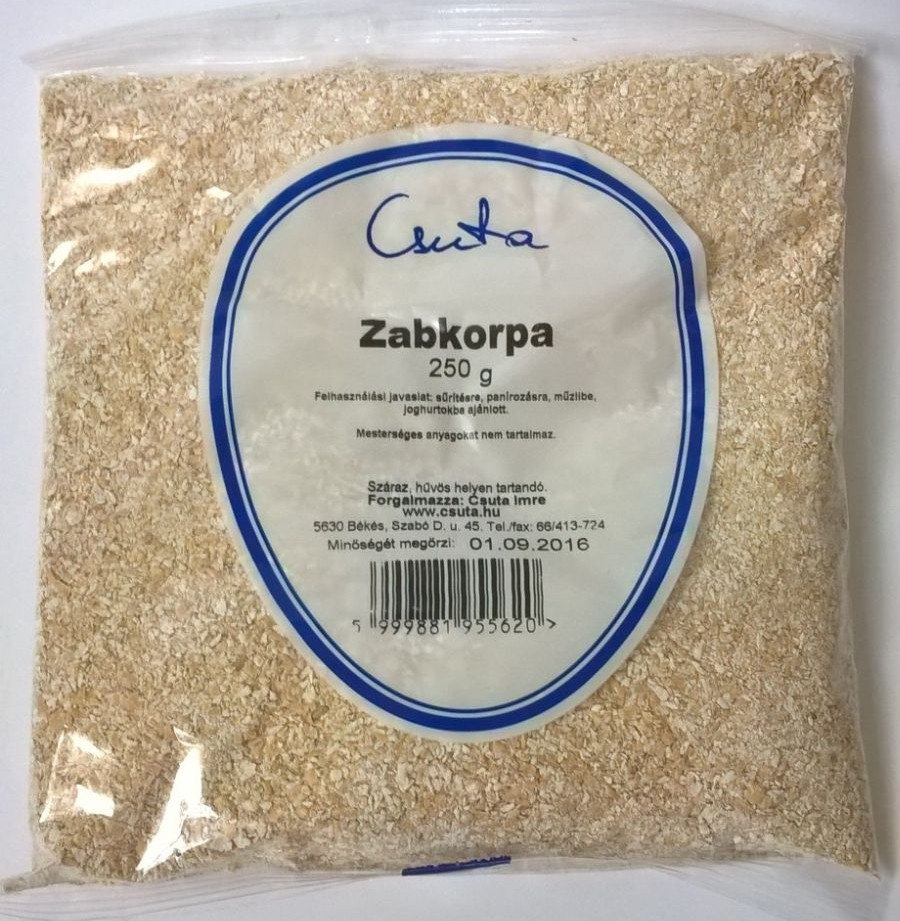 Csuta
Zabkorpa
250 g
Felhasználási javaslat: sűritésre, panírozásra, műzlibe,
joghurtokba ajánlott.
Mesterséges anyagokat nem tartalmaz.
Száraz, hűvös helyen tartandó.
Forgalmazza: Csuta Imre
www.csuta.hu
5630 Békés, Szabó D. u. 45. Tel./fax: 66/413-724
Minőségét megőrzi: 01.09.2016
5 999881 955620 >